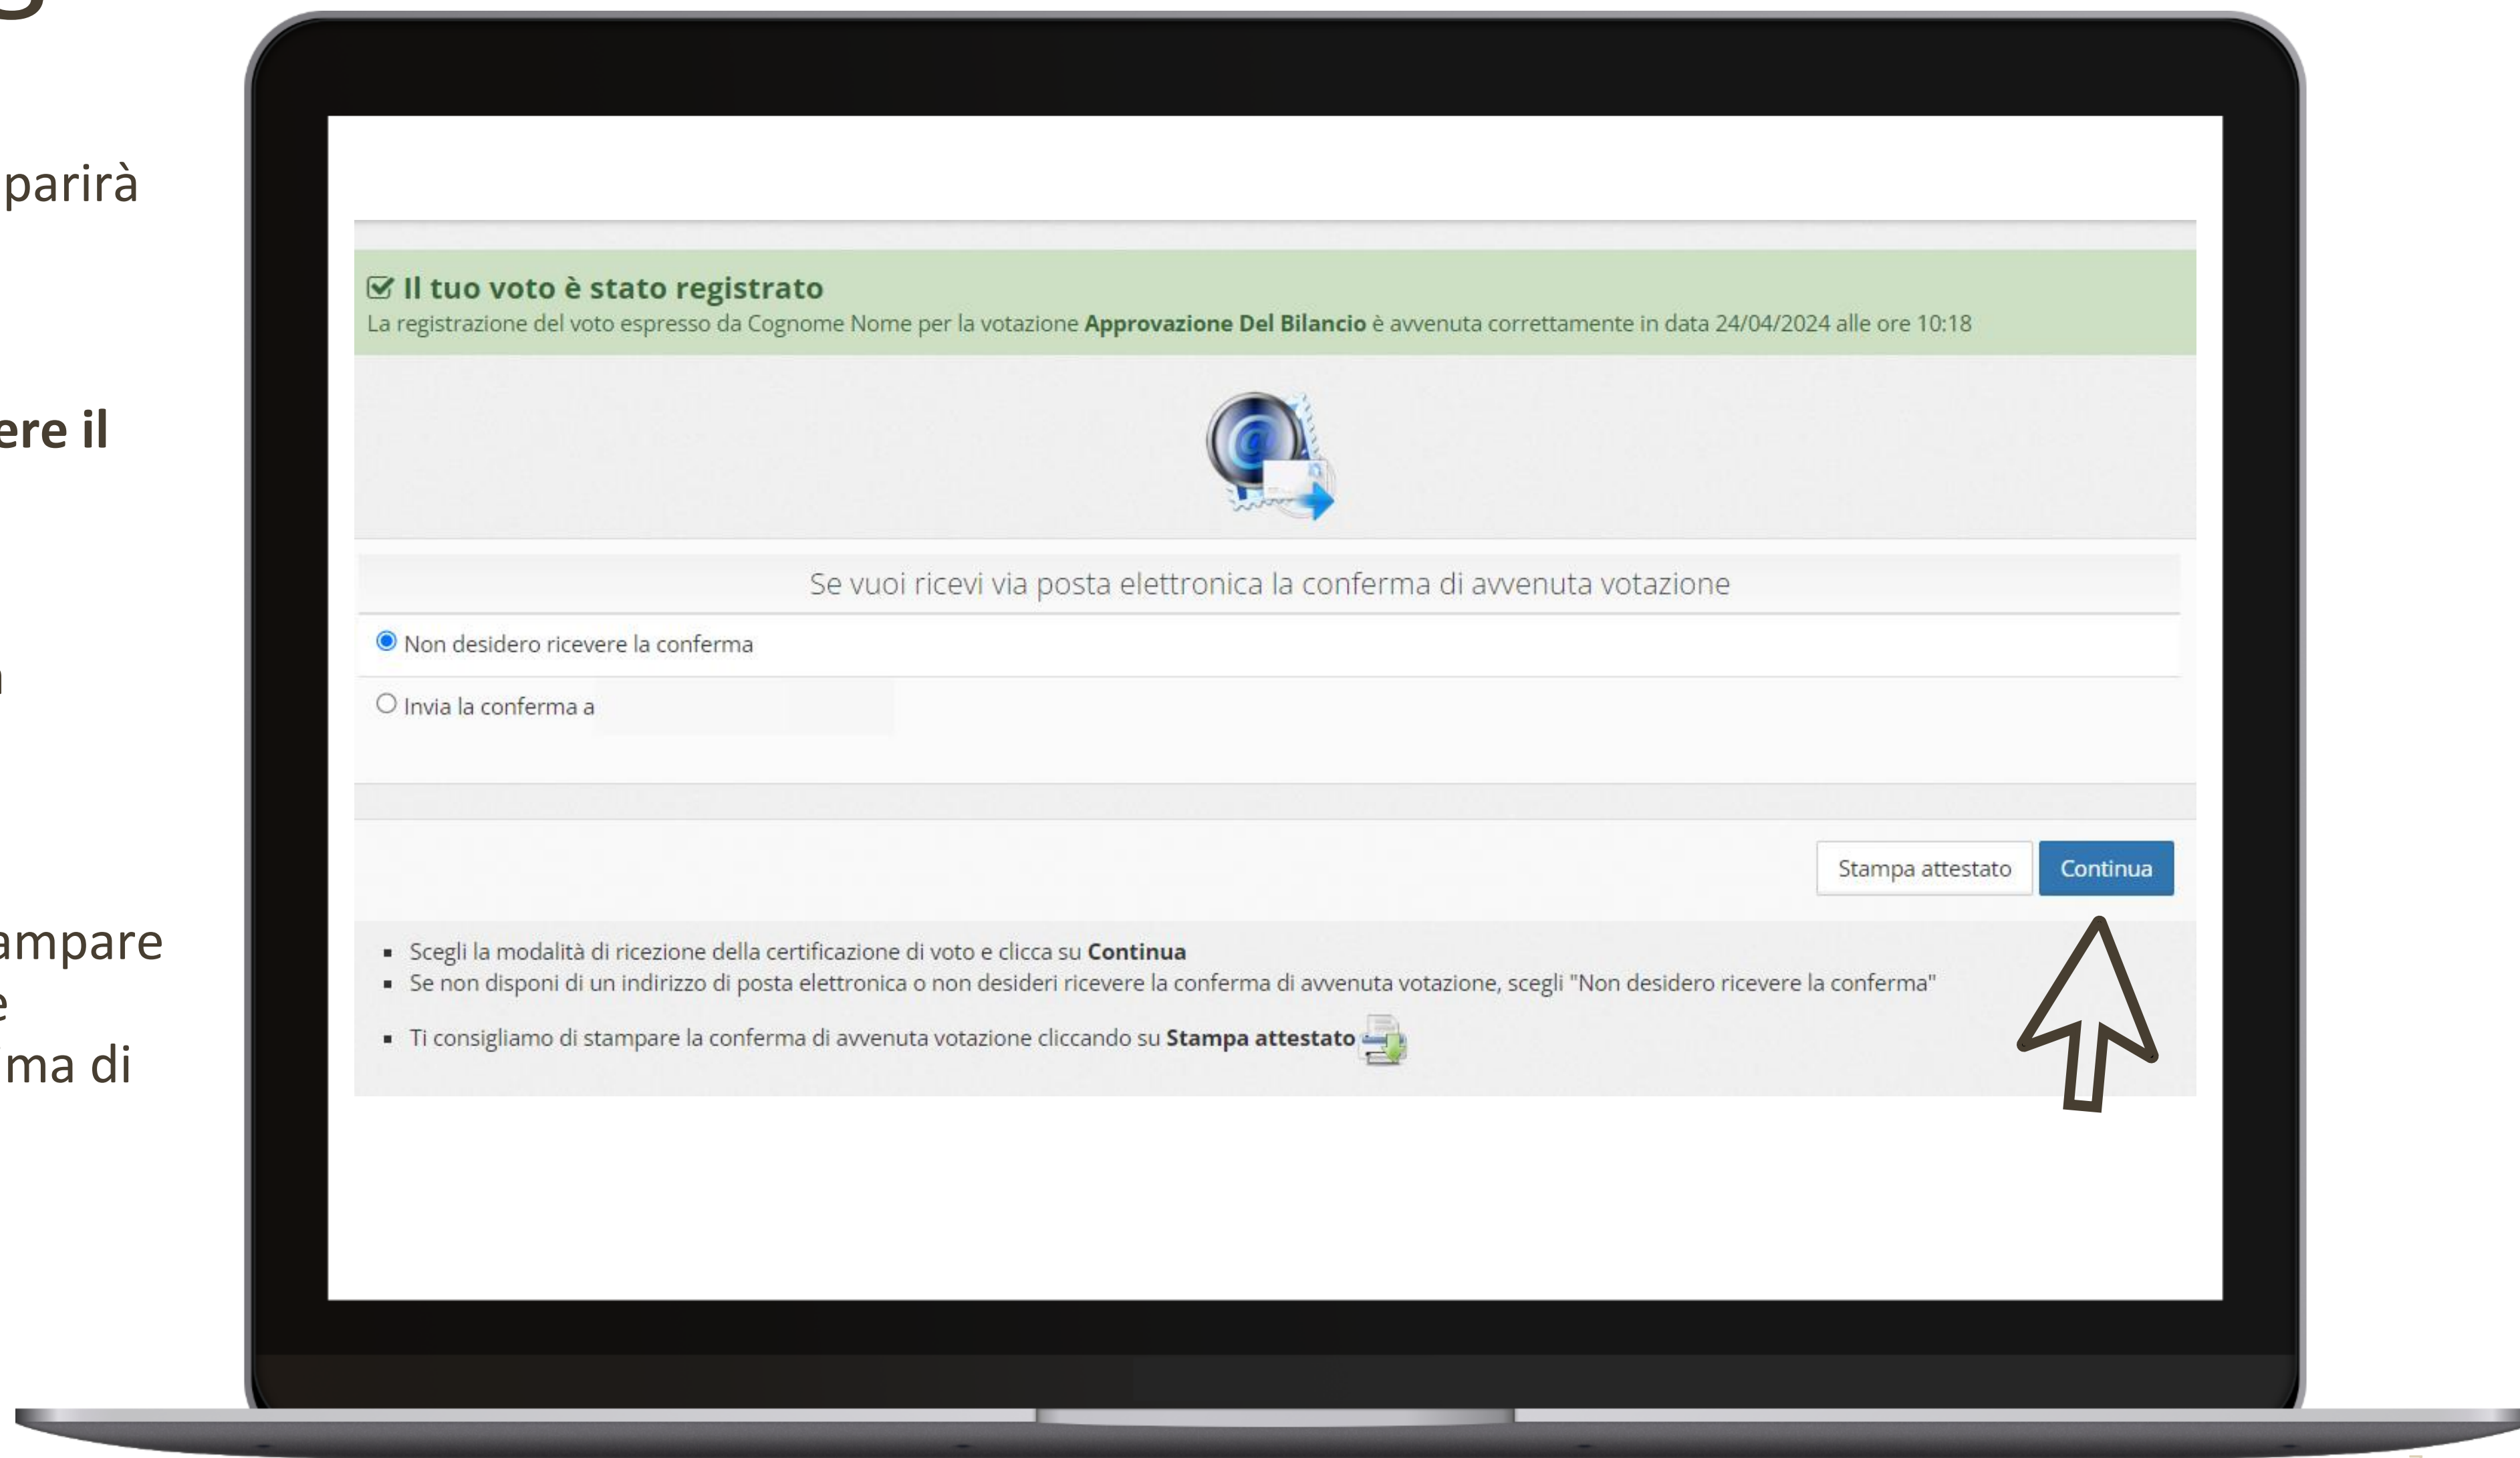 parirà
ere il
ampare
e
ma di
Il tuo voto è stato registrato
La registrazione del voto espresso da Cognome Nome per la votazione Approvazione Del Bilancio è avvenuta correttamente in data 24/04/2024 alle ore 10:18
@
Se vuoi ricevi via posta elettronica la conferma di avvenuta votazione
Non desidero ricevere la conferma
Invia la conferma a
Stampa attestato
Continua
▪ Scegli la modalità di ricezione della certificazione di voto e clicca su Continua
▪ Se non disponi di un indirizzo di posta elettronica o non desideri ricevere la conferma di avvenuta votazione, scegli "Non desidero ricevere la conferma"
▪ Ti consigliamo di stampare la conferma di avvenuta votazione cliccando su Stampa attestato